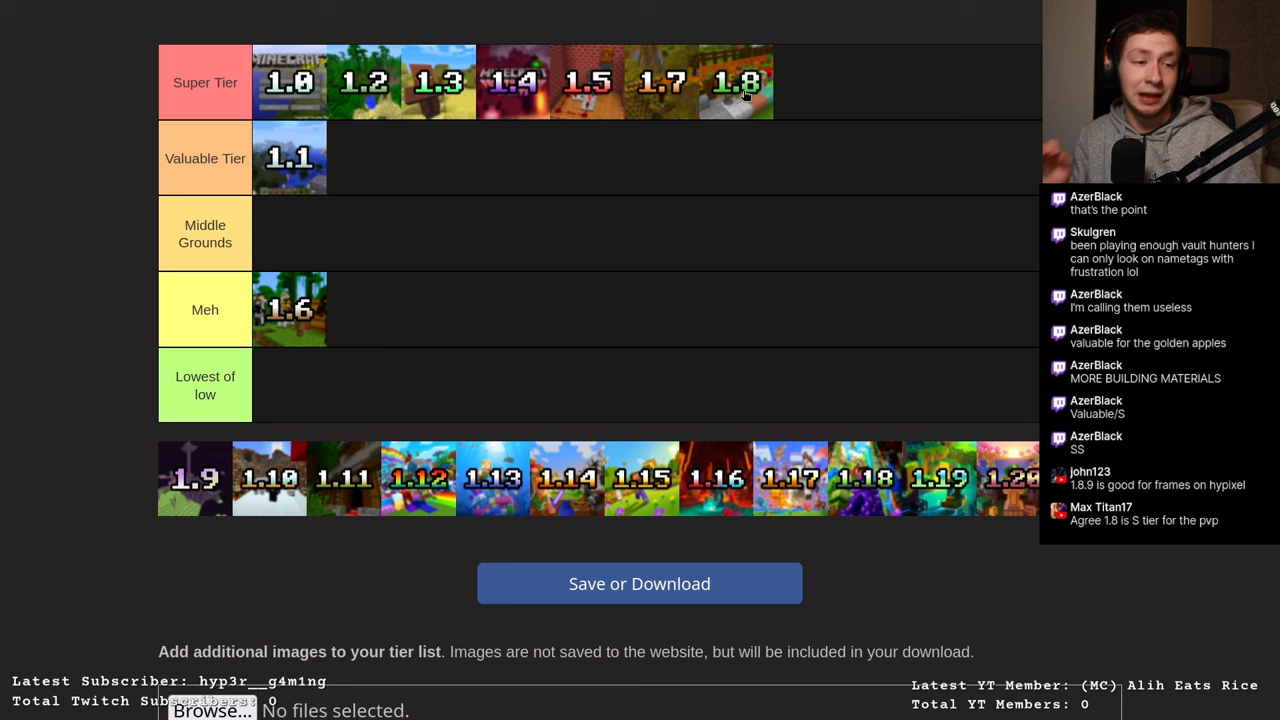 Super Tier
MINECRAFT
1.0
1.2
1.3
1.4
1.5
1.7
1.8
Valuable Tier
1.1
Middle
Grounds
Meh
1.6
Lowest of
low
1.9
1.10
1.11
1.12
1.13
1.14
1.15
1.16
1.17
1.18
1.19
1.20
Save or Download
Add additional images to your tier list. Images are not saved to the website, but will be included in your download.
Browse... No files selected.
Latest Subscriber: hyp3r__g4m1ng
Total Twitch Subscribers: 0
Latest YT Member: (MC) Alih Eats Rice
Total YT Members: 0
AzerBlack
that's the point
Skulgren
been playing enough vault hunters I
can only look on nametags with
frustration lol
AzerBlack
I'm calling them useless
AzerBlack
valuable for the golden apples
AzerBlack
MORE BUILDING MATERIALS
AzerBlack
Valuable/S
AzerBlack
SS
john123
1.8.9 is good for frames on hypixel
Max Titan17
Agree 1.8 is S tier for the pvp